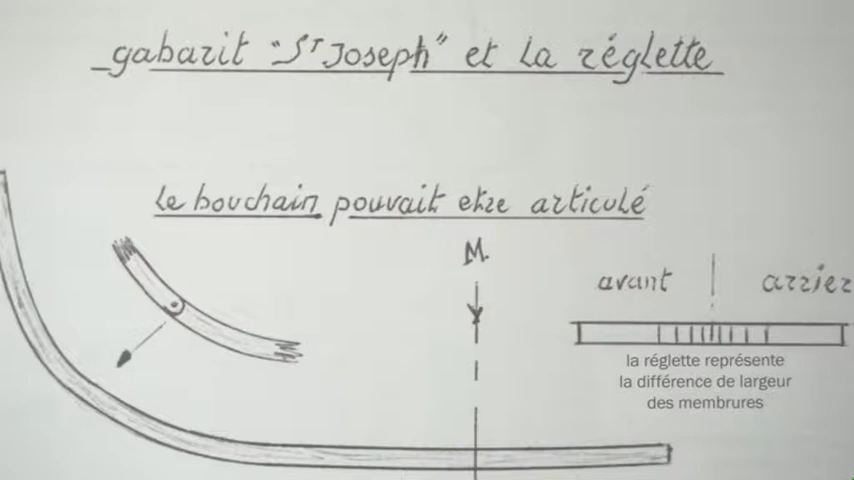 gabarit "St Joseph" et la réglette
le bouchain pouvait etre articulé
M.
avant
arrier
la réglette représente
la différence de largeur
des membrures